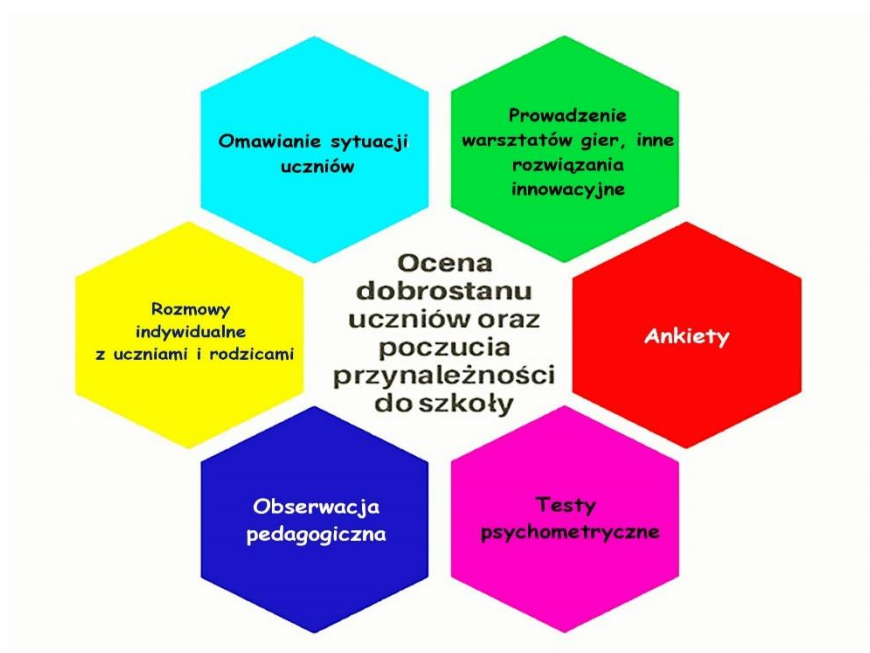 Omawianie sytuacji
uczniów
Prowadzenie
warsztatów gier, inne
rozwiązania
innowacyjne
Rozmowy
indywidualne
z uczniami i rodzicami
Ocena
dobrostanu
uczniów oraz
poczucia
przynależności
do szkoły
Ankiety
Obserwacja
pedagogiczna
Testy
psychometryczne